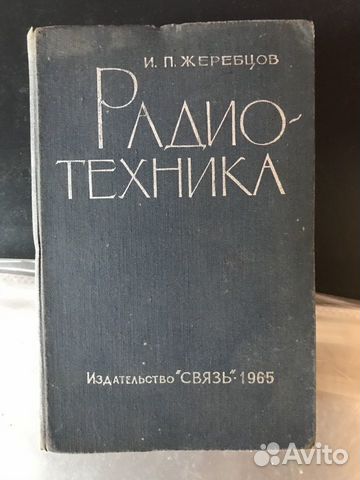 И. П. ЖЕРЕБЦОВ
РАДИО-
ТЕХНИКА
ИЗДАТЕЛЬСТВО "СВЯЗЬ"·1965
Avito